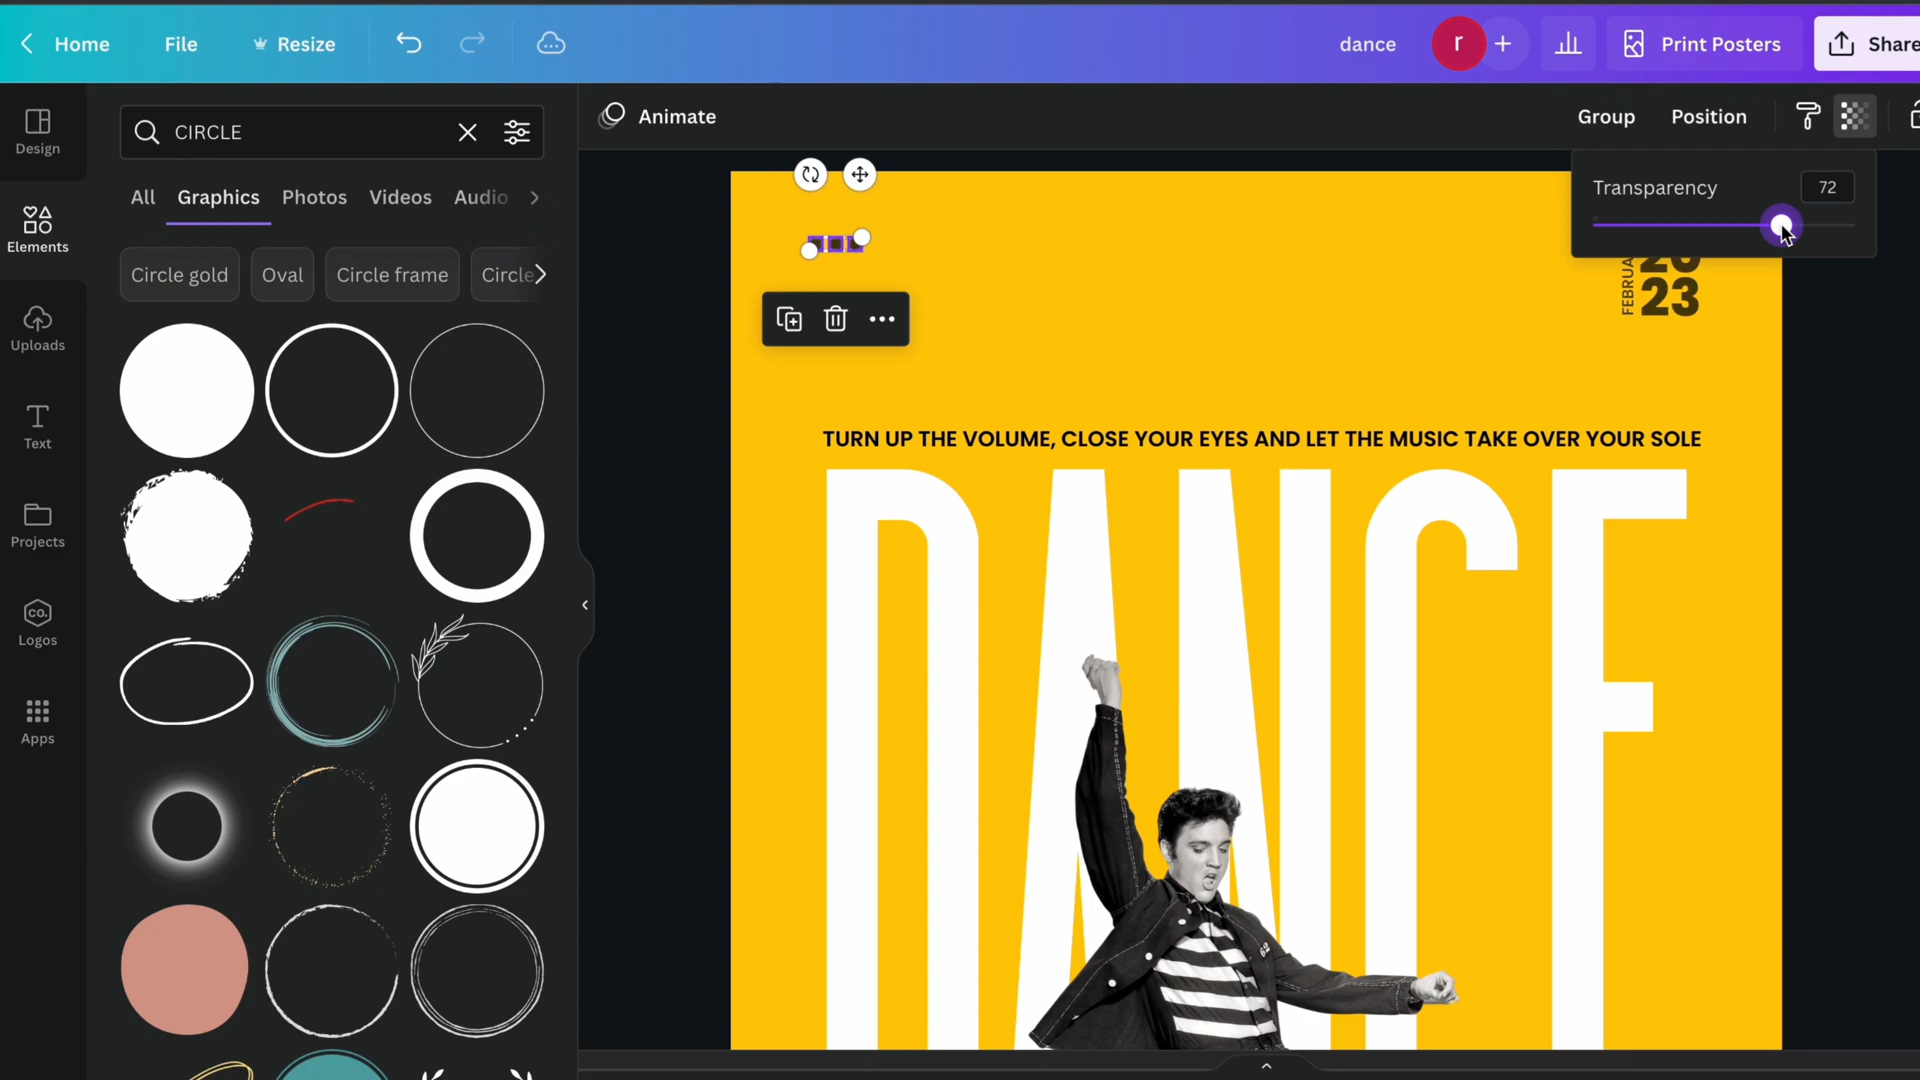 Home File Resize dance r + Print Posters Share
Design
Elements
Uploads
Text
Projects
CO.
Logos
Apps
CIRCLE
All Graphics Photos Videos Audio
Circle gold Oval Circle frame Circle
Animate Group Position
Transparency 72
23
TURN UP THE VOLUME, CLOSE YOUR EYES AND LET THE MUSIC TAKE OVER YOUR SOLE
DANCE